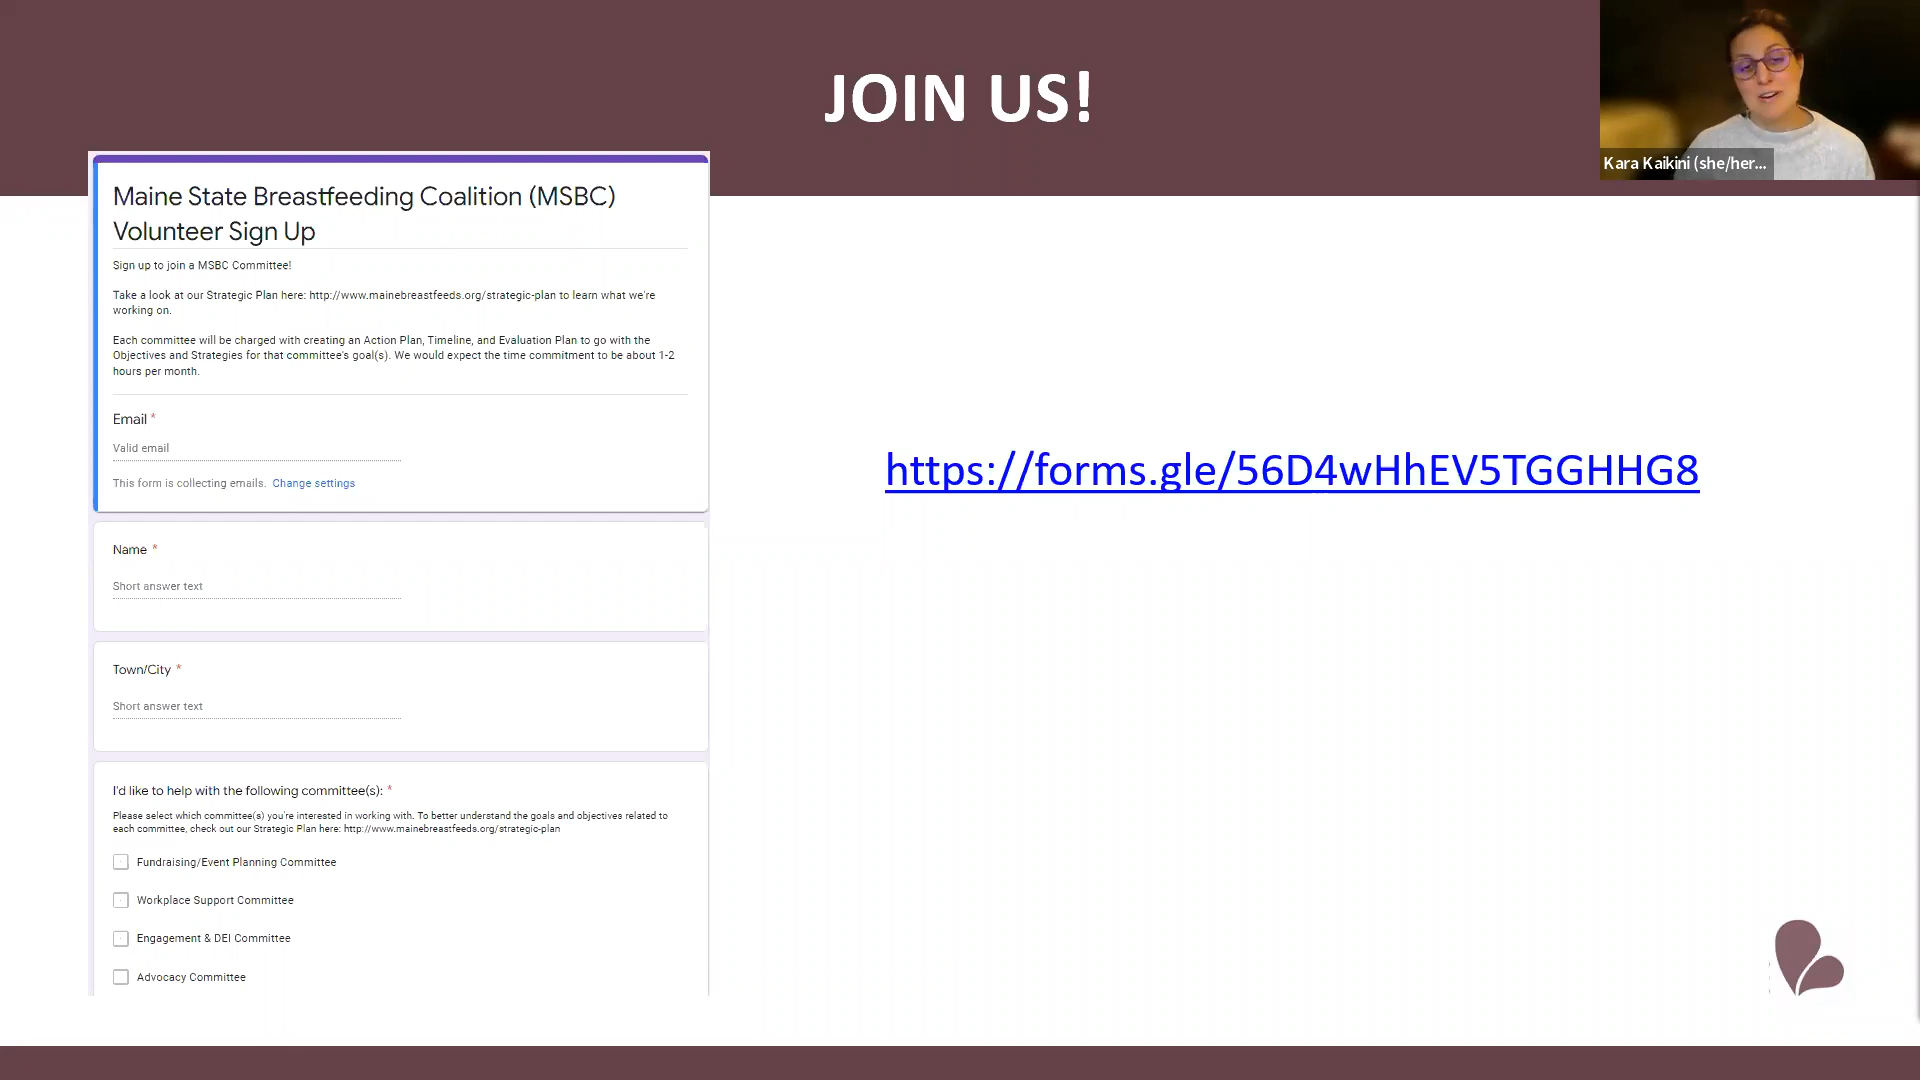 JOIN US!
Kara Kaikini (she/her...
Maine State Breastfeeding Coalition (MSBC)
Volunteer Sign Up
Sign up to join a MSBC Committee!
Take a look at our Strategic Plan here: http://www.mainebreastfeeds.org/strategic-plan to learn what we're
working on.
Each committee will be charged with creating an Action Plan, Timeline, and Evaluation Plan to go with the
Objectives and Strategies for that committee's goal(s). We would expect the time commitment to be about 1-2
hours per month.
Email *
Valid email
This form is collecting emails. Change settings
Name *
Short answer text
Town/City *
Short answer text
I'd like to help with the following committee(s): *
Please select which committee(s) you're interested in working with. To better understand the goals and objectives related to
each committee, check out our Strategic Plan here: http://www.mainebreastfeeds.org/strategic-plan
Fundraising/Event Planning Committee
Workplace Support Committee
Engagement & DEI Committee
Advocacy Committee
https://forms.gle/56D4wHhEV5TGGHHG8